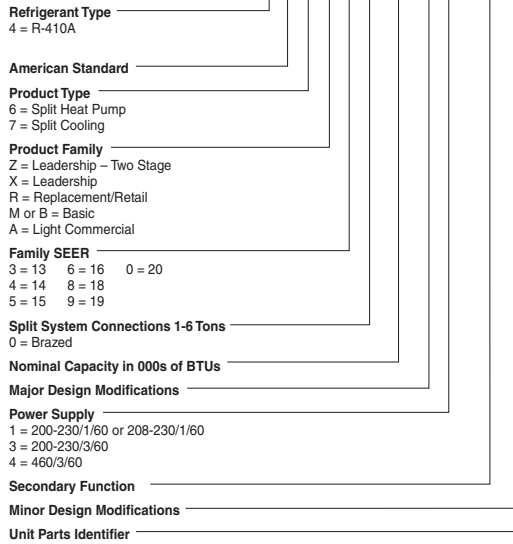 Refrigerant Type
4 = R-410A
American Standard
Product Type
6 = Split Heat Pump
7 = Split Cooling
Product Family
Z = Leadership – Two Stage
X = Leadership
R = Replacement/Retail
M or B = Basic
A = Light Commercial
Family SEER
3 = 13 6 = 16 0 = 20
4 = 14 8 = 18
5 = 15 9 = 19
Split System Connections 1-6 Tons
0 = Brazed
Nominal Capacity in 000s of BTUs
Major Design Modifications
Power Supply
1 = 200-230/1/60 or 208-230/1/60
3 = 200-230/3/60
4 = 460/3/60
Secondary Function
Minor Design Modifications
Unit Parts Identifier